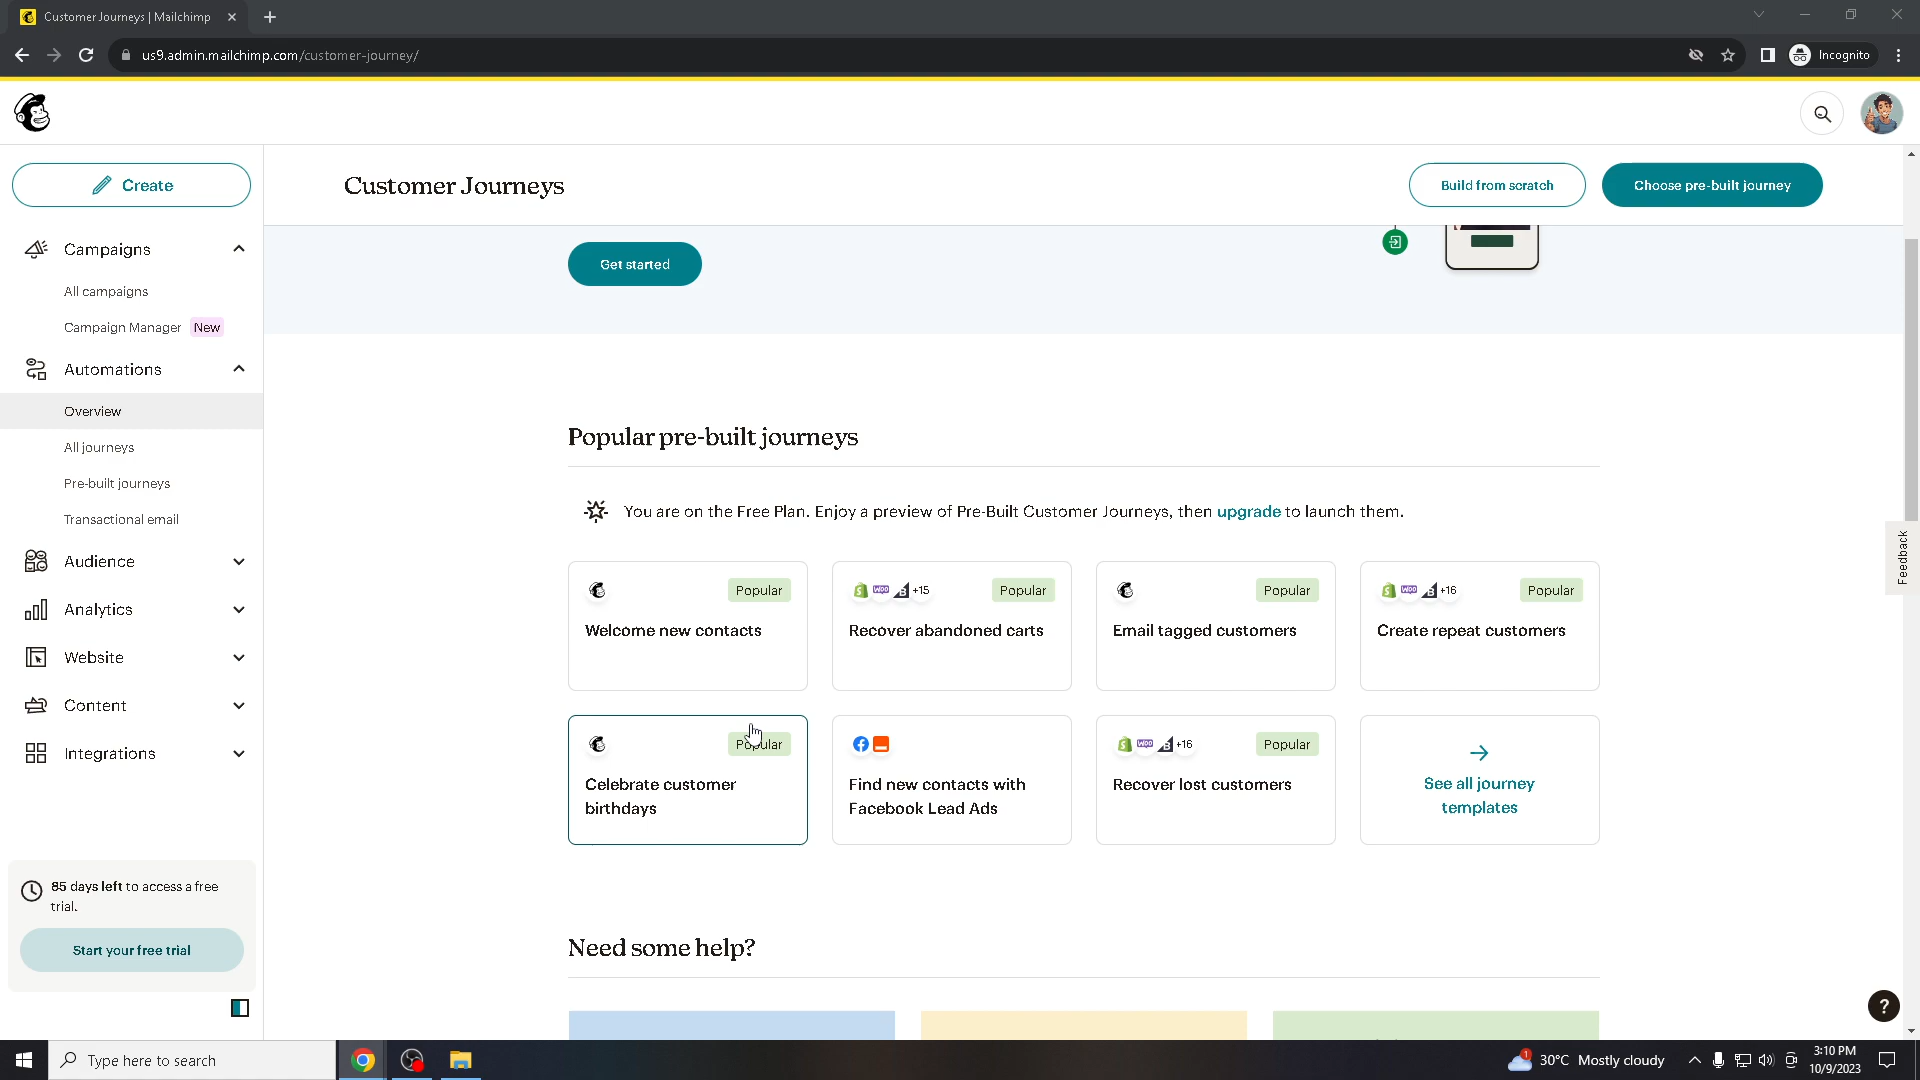 Customer Journeys | Mailchimp
us9.admin.mailchimp.com/customer-journey/
Incognito
Create
Customer Journeys
Build from scratch
Choose pre-built journey
Campaigns
All campaigns
Campaign Manager New
Automations
Overview
All journeys
Pre-built journeys
Transactional email
Audience
Analytics
Website
Content
Integrations
85 days left to access a free
trial.
Start your free trial
Get started
Popular pre-built journeys
You are on the Free Plan. Enjoy a preview of Pre-Built Customer Journeys, then upgrade to launch them.
Popular
Welcome new contacts
Woo +15 Popular
Recover abandoned carts
Popular
Email tagged customers
Woo +16 Popular
Create repeat customers
Popular
Celebrate customer
birthdays
Find new contacts with
Facebook Lead Ads
Woo +16 Popular
Recover lost customers
See all journey
templates
Need some help?
Feedback
?
Type here to search
1
30°C Mostly cloudy
3:10 PM
10/9/2023